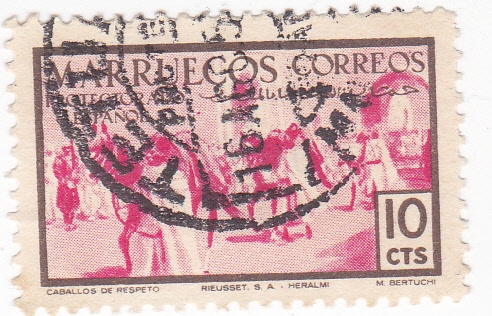 MARRUECOS CORREOS
PROTECTORADO
ESPAÑOL
10
CTS
CABALLOS DE RESPETO RIEUSSET, S. A. - HERALMI M. BERTUCHI